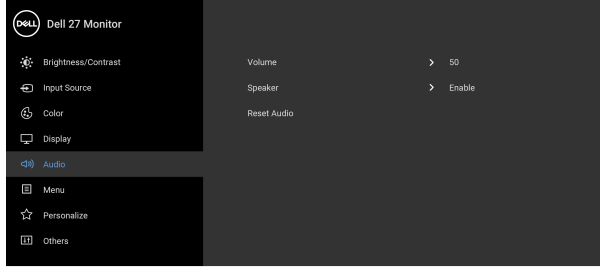 DELL Dell 27 Monitor
Brightness/Contrast
Input Source
Color
Display
Audio
Menu
Personalize
Others
Volume > 50
Speaker > Enable
Reset Audio